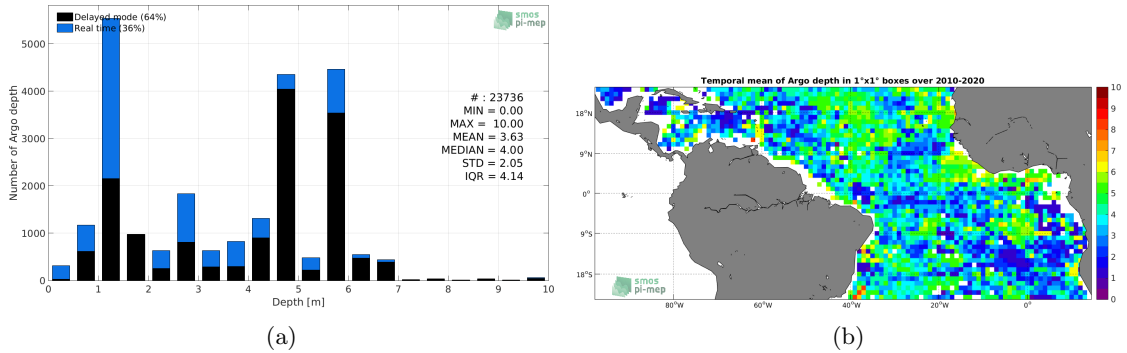 Delayed mode (64%)
Real time (36%)
smos
pi-mep
# : 23736
MIN = 0.00
MAX = 10.00
MEAN = 3.63
MEDIAN = 4.00
STD = 2.05
IQR = 4.14
Number of Argo depth
5000
4000
3000
2000
1000
0
0 1 2 3 4 5 6 7 8 9 10
Depth [m]
(a)
Temporal mean of Argo depth in 1°x1° boxes over 2010-2020
18°N
9°N
0°
9°S
18°S
80°W 60°W 40°W 20°W 0°
smos
pi-mep
10
9
8
7
6
5
4
3
2
1
0
(b)